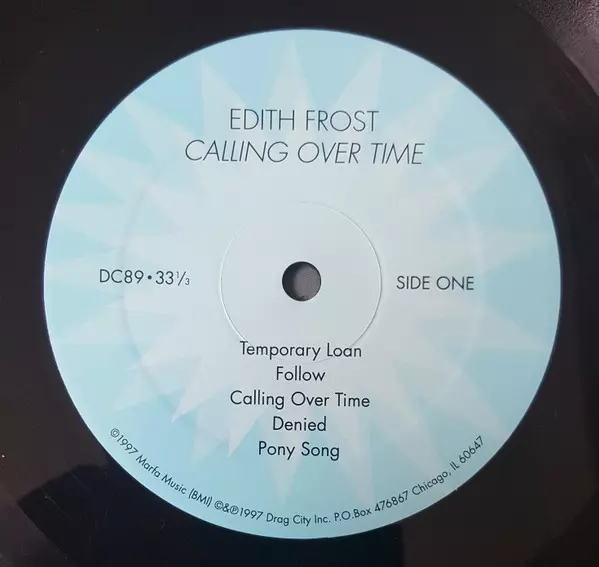 EDITH FROST
CALLING OVER TIME
DC89 • 33⅓
SIDE ONE
Temporary Loan
Follow
Calling Over Time
Denied
Pony Song
©1997 Marfa Music (BMI) ©&℗1997 Drag City Inc. P.O.Box 476867 Chicago, IL 60647